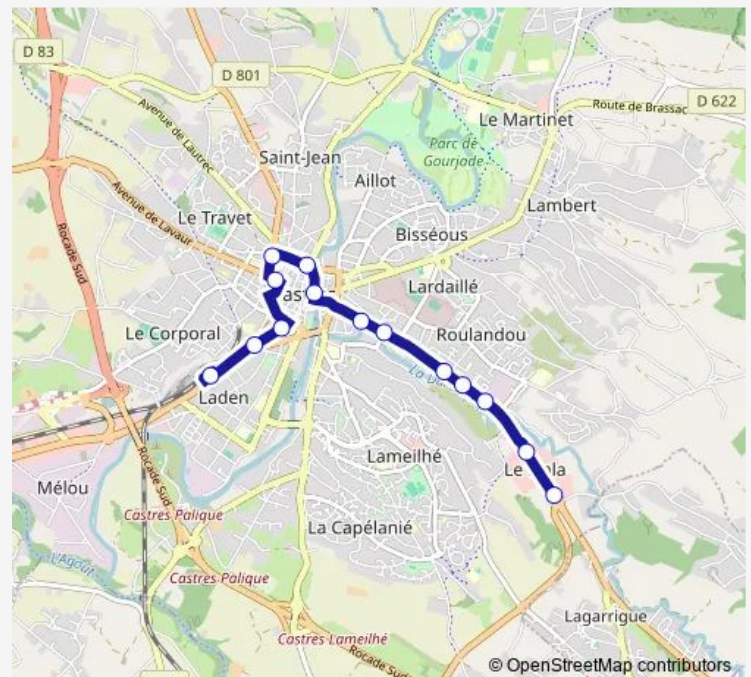 D 83
D 801
Avenue de Lautrec
Le Martinet
Route de Brassac
D 622
Saint-Jean
Parc de
Gourjade
Aillot
Avenue de Lavaur
Le Travet
Lambert
Bisséous
Rocade Sud
Lardaillé
Le Corporal
Roulandou
Laden
Lameilhé
Mélou
Rocade Sud
Castres Palique
La Capélanié
L'Agout
Castres Palique
Lagarrigue
Castres Lameilhé
Rocade Sud
© OpenStreetMap contributors